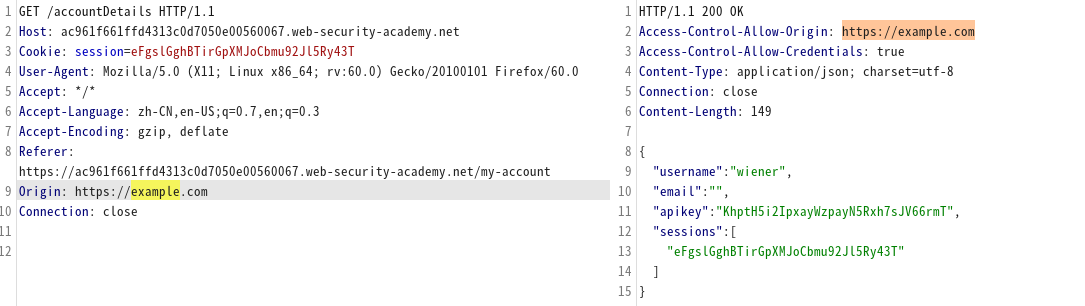 1 GET /accountDetails HTTP/1.1
2 Host: ac961f661ffd4313c0d7050e00560067.web-security-academy.net
3 Cookie: session=eFgslGghBTirGpXMJoCbmu92Jl5Ry43T
4 User-Agent: Mozilla/5.0 (X11; Linux x86_64; rv:60.0) Gecko/20100101 Firefox/60.0
5 Accept: */*
6 Accept-Language: zh-CN,en-US;q=0.7,en;q=0.3
7 Accept-Encoding: gzip, deflate
8 Referer:
https://ac961f661ffd4313c0d7050e00560067.web-security-academy.net/my-account
9 Origin: https://example.com
10 Connection: close
11
12
1 HTTP/1.1 200 OK
2 Access-Control-Allow-Origin: https://example.com
3 Access-Control-Allow-Credentials: true
4 Content-Type: application/json; charset=utf-8
5 Connection: close
6 Content-Length: 149
7
8 {
9 "username":"wiener",
10 "email":"",
11 "apikey":"KhptH5i2IpxayWzpayN5Rxh7sJV66rmT",
12 "sessions":[
13 "eFgslGghBTirGpXMJoCbmu92Jl5Ry43T"
14 ]
15 }